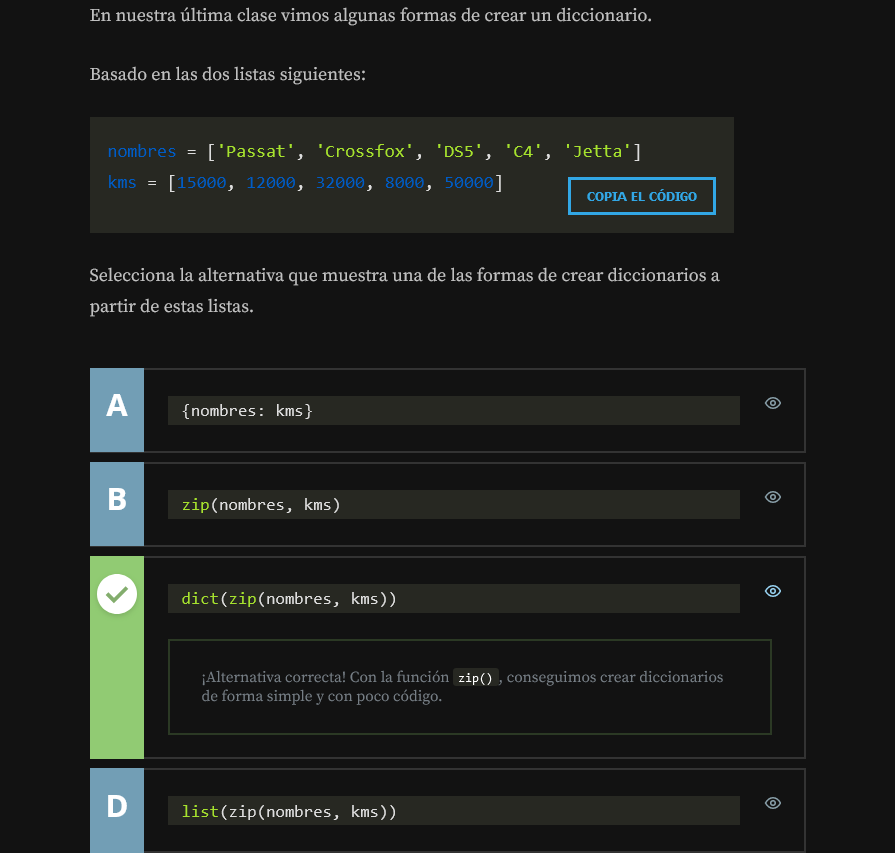 En nuestra última clase vimos algunas formas de crear un diccionario.
Basado en las dos listas siguientes:
nombres = ['Passat', 'Crossfox', 'DS5', 'C4', 'Jetta']
kms = [15000, 12000, 32000, 8000, 50000]
COPIA EL CÓDIGO
Selecciona la alternativa que muestra una de las formas de crear diccionarios a
partir de estas listas.
A
{nombres: kms}
B
zip(nombres, kms)
dict(zip(nombres, kms))
¡Alternativa correcta! Con la función zip(), conseguimos crear diccionarios
de forma simple y con poco código.
D
list(zip(nombres, kms))